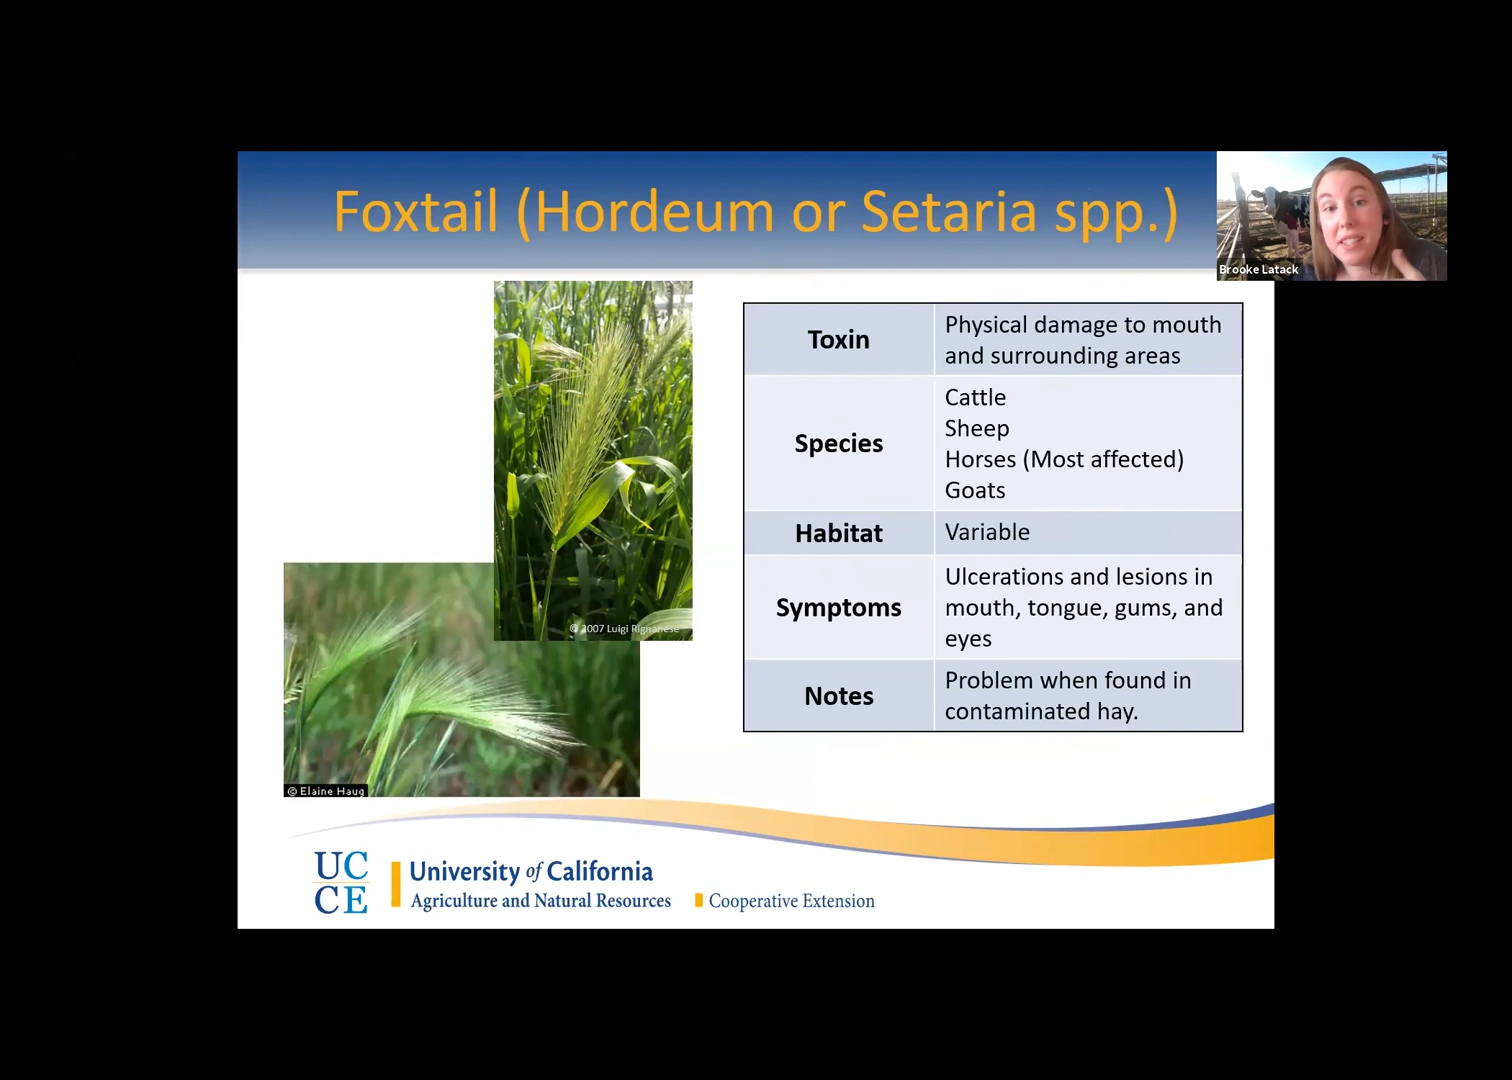 Foxtail (Hordeum or Setaria spp.)
Brooke Latack
Toxin
Physical damage to mouth
and surrounding areas
Species
Cattle
Sheep
Horses (Most affected)
Goats
Habitat
Variable
Symptoms
Ulcerations and lesions in
mouth, tongue, gums, and
eyes
Notes
Problem when found in
contaminated hay.
© 2007 Luigi Rignanese
© Elaine Haug
UC
CE
University of California
Agriculture and Natural Resources
Cooperative Extension